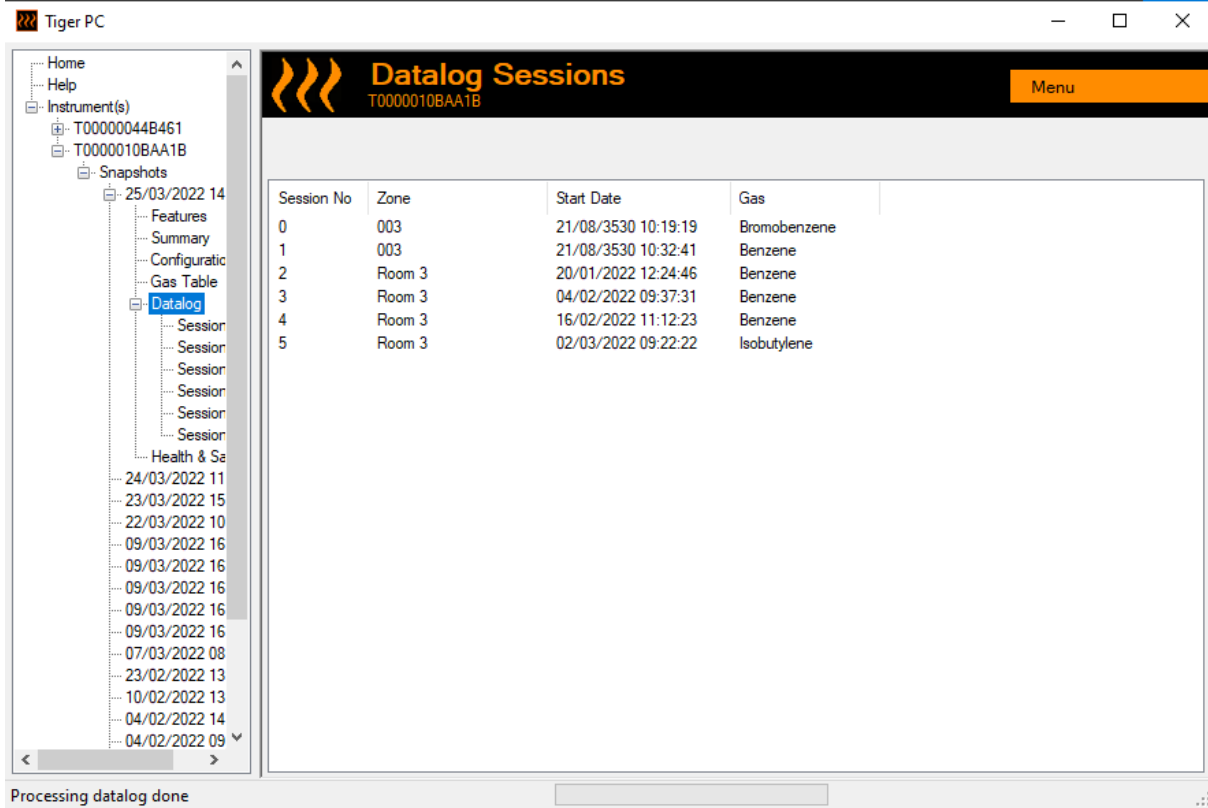 Tiger PC
Home
Help
Instrument(s)
T00000044B461
T0000010BAA1B
Snapshots
25/03/2022 14
Features
Summary
Configuratic
Gas Table
Datalog
Session
Session
Session
Session
Session
Session
Health & Sa
24/03/2022 11
23/03/2022 15
22/03/2022 10
09/03/2022 16
09/03/2022 16
09/03/2022 16
09/03/2022 16
09/03/2022 16
07/03/2022 08
23/02/2022 13
10/02/2022 13
04/02/2022 14
04/02/2022 09
Datalog Sessions
T0000010BAA1B
Menu
Session No Zone Start Date Gas
0 003 21/08/3530 10:19:19 Bromobenzene
1 003 21/08/3530 10:32:41 Benzene
2 Room 3 20/01/2022 12:24:46 Benzene
3 Room 3 04/02/2022 09:37:31 Benzene
4 Room 3 16/02/2022 11:12:23 Benzene
5 Room 3 02/03/2022 09:22:22 Isobutylene
Processing datalog done